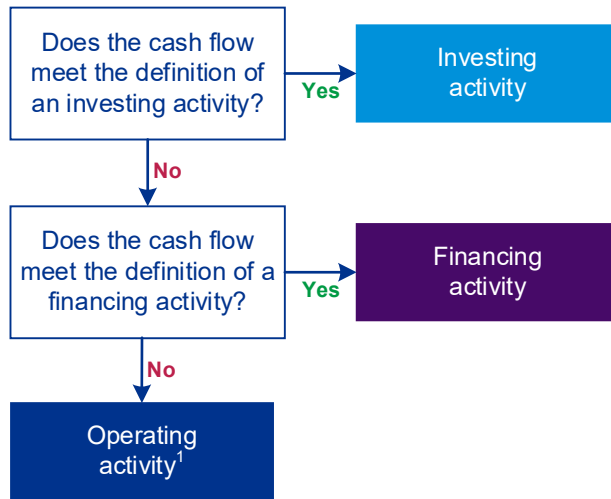 Does the cash flow
meet the definition of
an investing activity?
Yes
Investing
activity
No
Does the cash flow
meet the definition of a
financing activity?
Yes
Financing
activity
No
Operating
activity¹